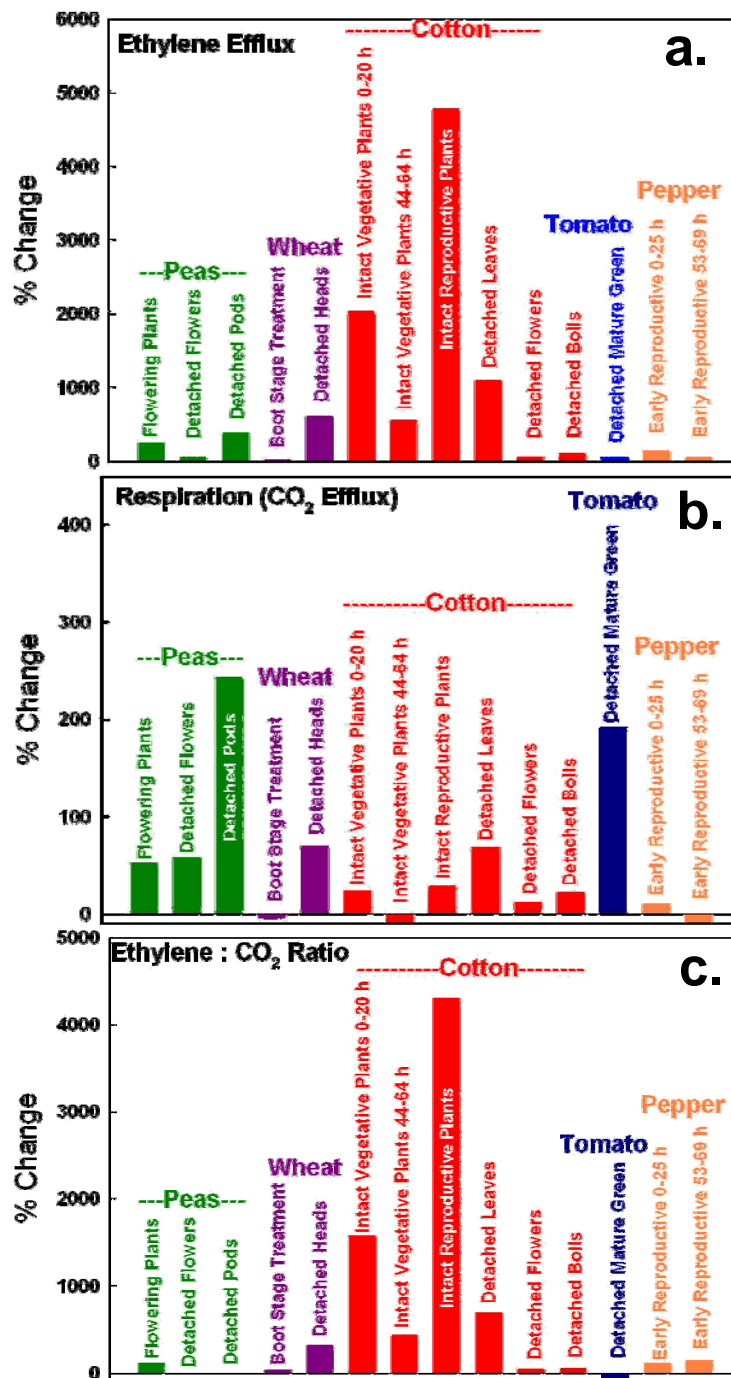 Ethylene Efflux
a.
% Change
6000
5000
4000
3000
2000
1000
0
----Peas----
Flowering Plants
Detached Flowers
Detached Pods
Wheat
Boot Stage Treatment
Detached Heads
--------Cotton--------
Intact Vegetative Plants 0-20 h
Intact Vegetative Plants 44-64 h
Intact Reproductive Plants
Detached Leaves
Detached Flowers
Detached Bolls
Tomato
Detached Mature Green
Pepper
Early Reproductive 0-25 h
Early Reproductive 53-69 h
Respiration (CO₂ Efflux)
b.
% Change
400
300
200
100
0
---Peas----
Flowering Plants
Detached Flowers
Detached Pods
Wheat
Boot Stage Treatment
Detached Heads
----------Cotton----------
Intact Vegetative Plants 0-20 h
Intact Vegetative Plants 44-64 h
Intact Reproductive Plants
Detached Leaves
Detached Flowers
Detached Bolls
Tomato
Detached Mature Green
Pepper
Early Reproductive 0-25 h
Early Reproductive 53-69 h
Ethylene : CO₂ Ratio
c.
% Change
5000
4000
3000
2000
1000
0
---Peas---
Flowering Plants
Detached Flowers
Detached Pods
Wheat
Boot Stage Treatment
Detached Heads
----------Cotton--------
Intact Vegetative Plants 0-20 h
Intact Vegetative Plants 44-64 h
Intact Reproductive Plants
Detached Leaves
Detached Flowers
Detached Bolls
Tomato
Detached Mature Green
Pepper
Early Reproductive 0-25 h
Early Reproductive 53-69 h